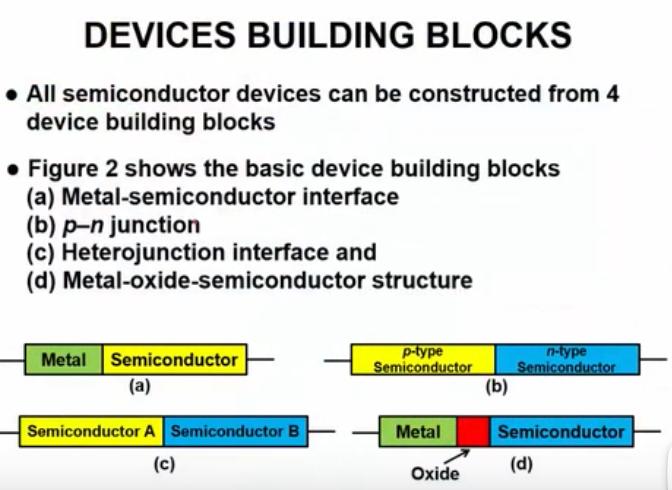 DEVICES BUILDING BLOCKS
● All semiconductor devices can be constructed from 4
device building blocks
● Figure 2 shows the basic device building blocks
(a) Metal-semiconductor interface
(b) p–n junction
(c) Heterojunction interface and
(d) Metal-oxide-semiconductor structure
Metal Semiconductor
(a)
p-type
Semiconductor
n-type
Semiconductor
(b)
Semiconductor A Semiconductor B
(c)
Metal Semiconductor
Oxide
(d)